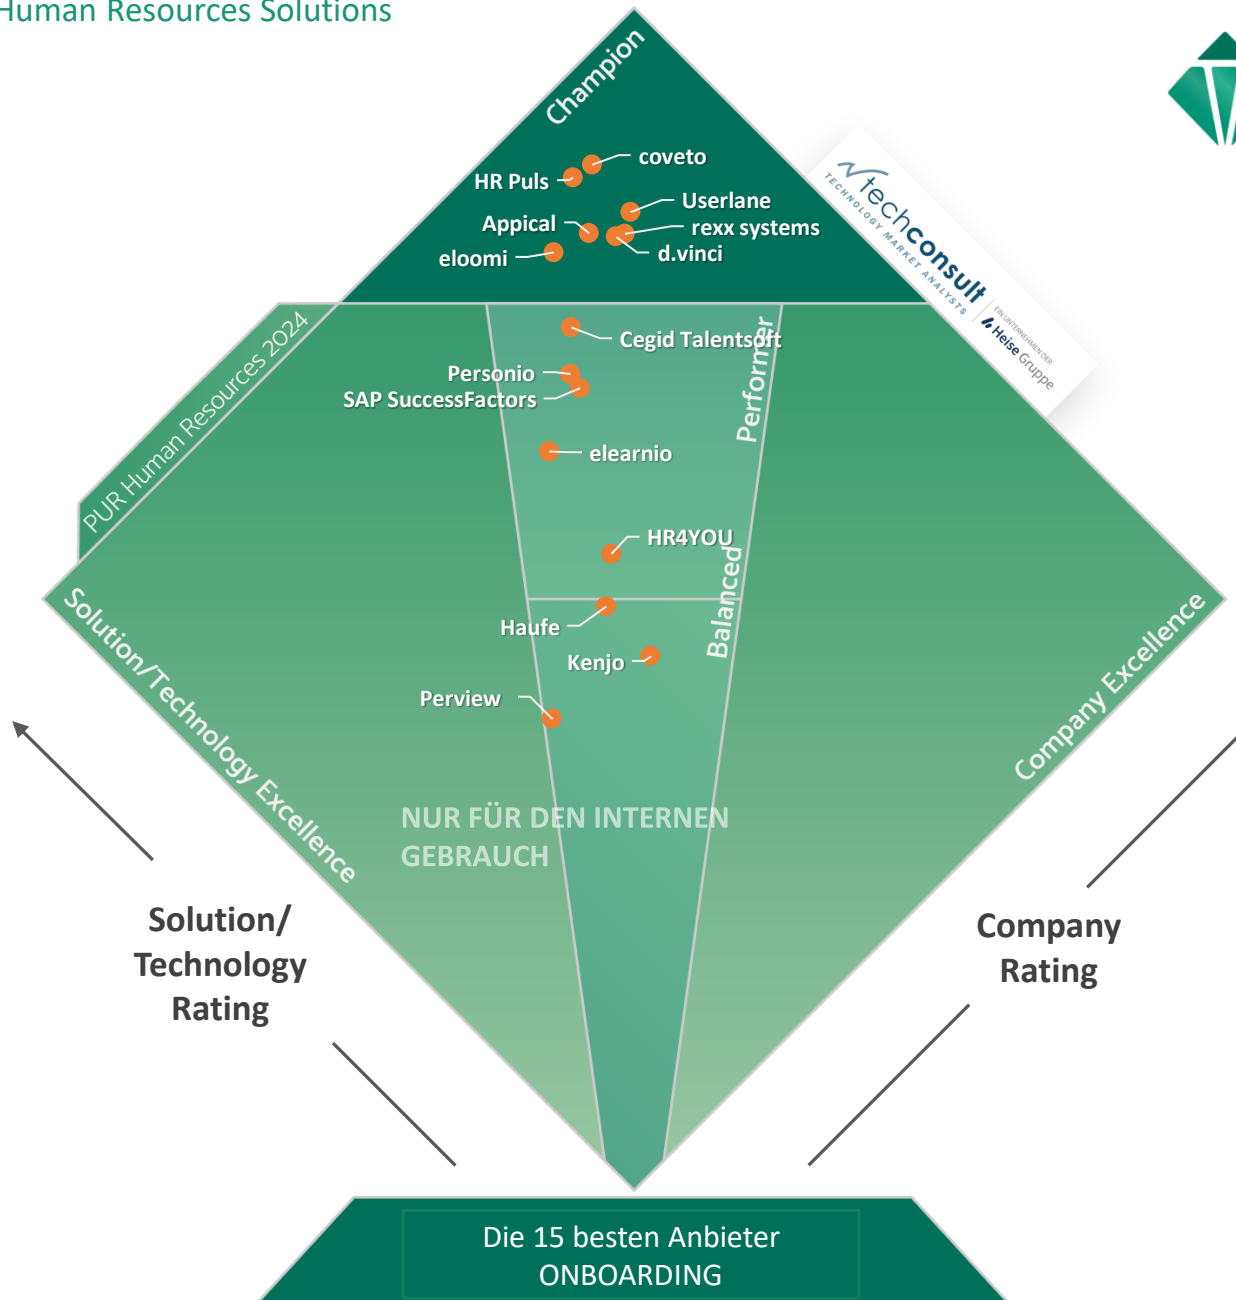 Human Resources Solutions
Champion
coveto
HR Puls
Userlane
Appical
rexx systems
eloomi
d.vinci
techconsult
TECHNOLOGY MARKET ANALYSTS
EIN UNTERNEHMEN DER
Heise Gruppe
PUR Human Resources 2024
Cegid Talentsoft
Performer
Personio
SAP SuccessFactors
elearnio
HR4YOU
Balanced
Haufe
Kenjo
Perview
Solution/Technology Excellence
Company Excellence
NUR FÜR DEN INTERNEN
GEBRAUCH
Solution/
Technology
Rating
Company
Rating
Die 15 besten Anbieter
ONBOARDING